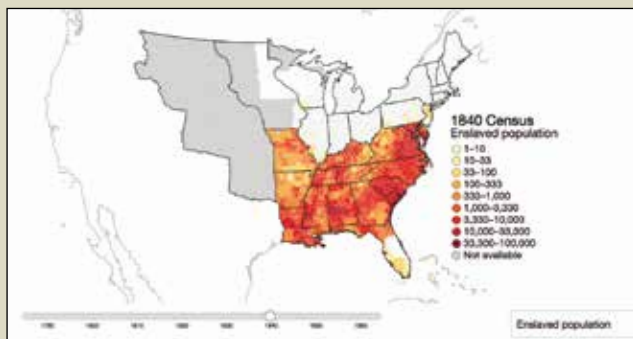 1840 Census
Enslaved population
1–10
10–33
33–100
100–333
330–1,000
1,000–3,300
3,330–10,000
10,000–33,000
33,300–100,000
Not available
Enslaved population